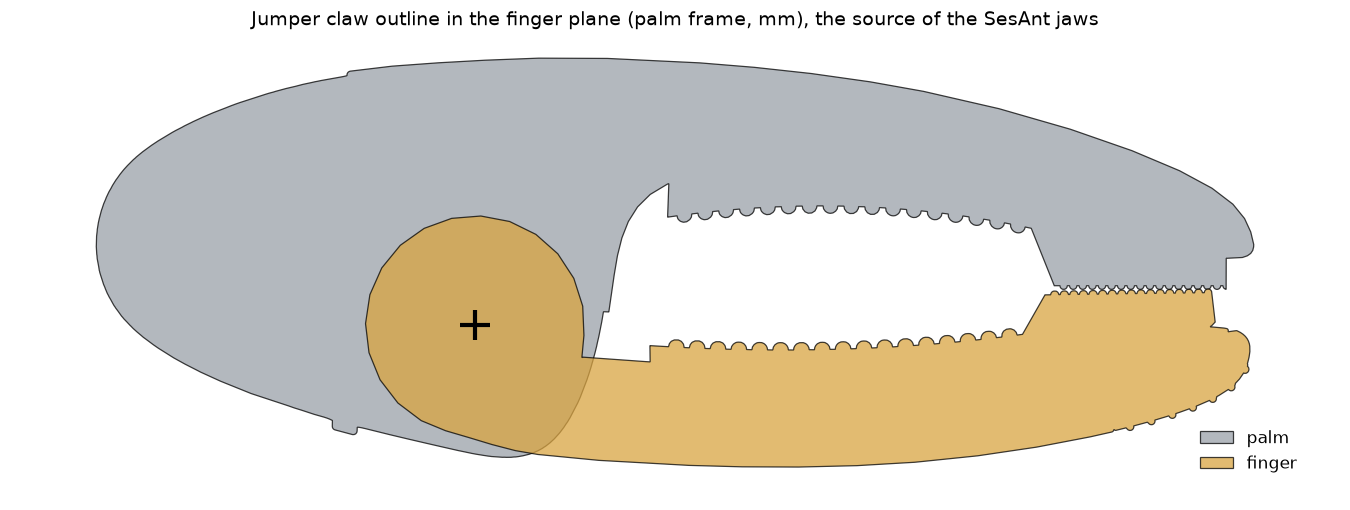 Jumper claw outline in the finger plane (palm frame, mm), the source of the SesAnt jaws
palm
finger